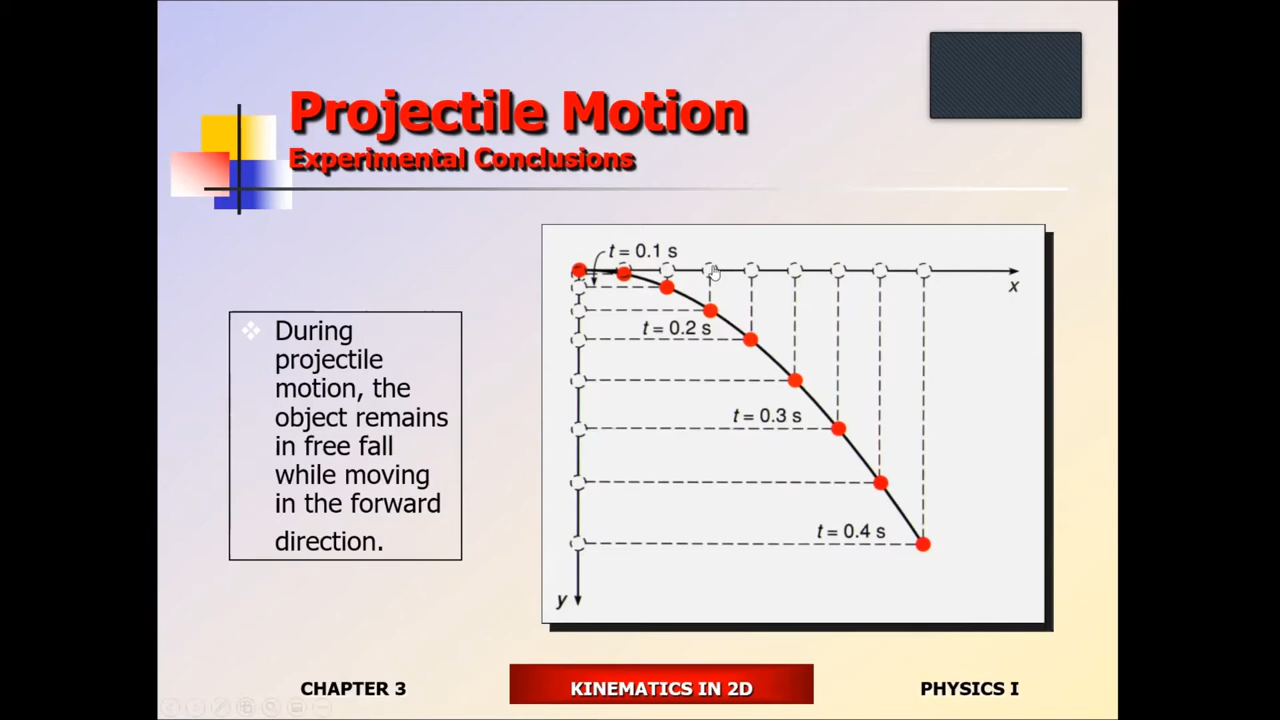 Projectile Motion
Experimental Conclusions
t = 0.1 s
x
During
projectile
motion, the
object remains
in free fall
while moving
in the forward
direction.
t = 0.2 s
t = 0.3 s
t = 0.4 s
y
CHAPTER 3
KINEMATICS IN 2D
PHYSICS I